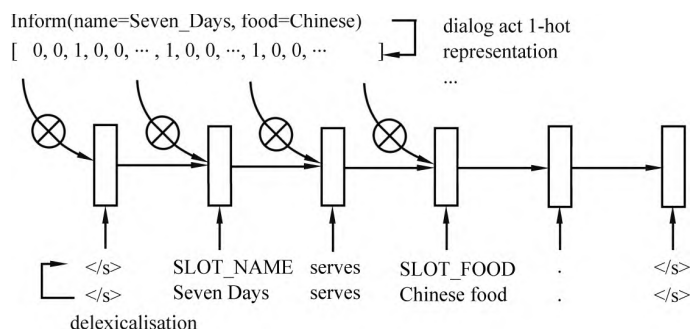 Inform(name=Seven_Days, food=Chinese)
[ 0, 0, 1, 0, 0, ⋯ , 1, 0, 0, ⋯, 1, 0, 0, ⋯ ]
dialog act 1-hot
representation
...
</s> SLOT_NAME serves SLOT_FOOD . </s>
</s> Seven Days serves Chinese food . </s>
delexicalisation